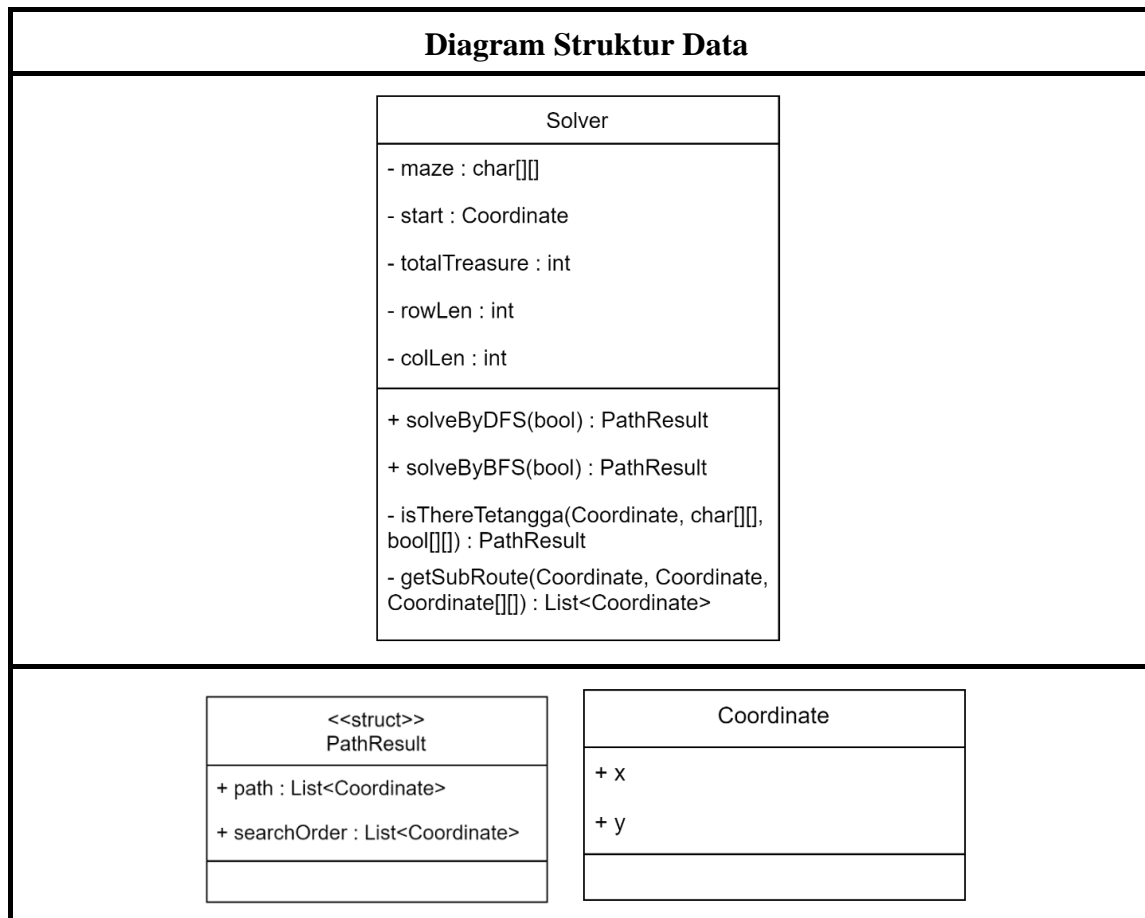 Diagram Struktur Data
Solver
- maze : char[][]
- start : Coordinate
- totalTreasure : int
- rowLen : int
- colLen : int
+ solveByDFS(bool) : PathResult
+ solveByBFS(bool) : PathResult
- isThereTetangga(Coordinate, char[][],
bool[][]) : PathResult
- getSubRoute(Coordinate, Coordinate,
Coordinate[][]) : List<Coordinate>
<<struct>>
PathResult
+ path : List<Coordinate>
+ searchOrder : List<Coordinate>
Coordinate
+ x
+ y